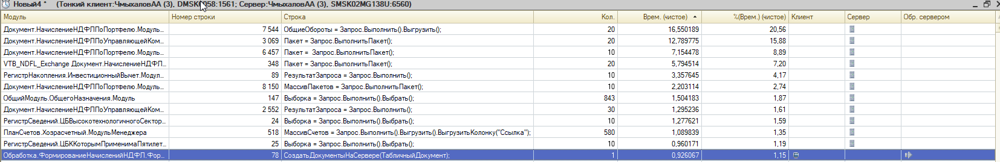 Новый4 * (Тонкий клиент:ЧмыхаловАА (3), DMSK0058:1561; Сервер:ЧмыхаловАА (3), SMSK02MG138U:6560)
Модуль Номер строки Строка Кол. Врем. (чистое) %(Врем.) (чистое) Клиент Сервер Обр. сервером
Документ.НачислениеНДФЛПоПортфелю.Модуль... 7 544 ОбщиеОбороты = Запрос.Выполнить().Выгрузить(); 20 16,550189 20,56
Документ.НачислениеНДФЛПоУправляющейКом... 3 069 Пакет = Запрос.ВыполнитьПакет(); 20 12,789775 15,88
Документ.НачислениеНДФЛПоПортфелю.Модуль... 6 457 Пакет = Запрос.ВыполнитьПакет(); 10 7,154478 8,89
VTB_NDFL_Exchange Документ.НачислениеНДФЛ... 348 Пакет = Запрос.ВыполнитьПакет(); 20 5,794514 7,20
РегистрНакопления.ИнвестиционныйВычет.Модул... 89 РезультатЗапроса = Запрос.Выполнить(); 10 3,357645 4,17
Документ.НачислениеНДФЛПоПортфелю.Модуль... 8 150 МассивПакетов = Запрос.ВыполнитьПакет(); 10 2,203114 2,74
ОбщийМодуль.ОбщегоНазначения.Модуль 147 Выборка = Запрос.Выполнить().Выбрать(); 843 1,504183 1,87
Документ.НачислениеНДФЛПоУправляющейКом... 2 552 РезультатЗапроса = Запрос.Выполнить(); 30 1,295236 1,61
РегистрСведений.ЦБВысокотехнологичногоСектор... 24 Выборка = Запрос.Выполнить().Выбрать(); 10 1,277621 1,59
ПланСчетов.Хозрасчетный.МодульМенеджера 518 МассивСчетов = Запрос.Выполнить().Выгрузить().ВыгрузитьКолонку("Ссылка"); 580 1,089839 1,35
РегистрСведений.ЦБККоторымПрименимаПятилет... 25 Выборка = Запрос.Выполнить().Выбрать(); 10 0,960171 1,19
Обработка.ФормированиеНачисленийНДФЛ.Фор... 78 СоздатьДокументыНаСервере(ТабличныйДокумент); 1 0,926067 1,15